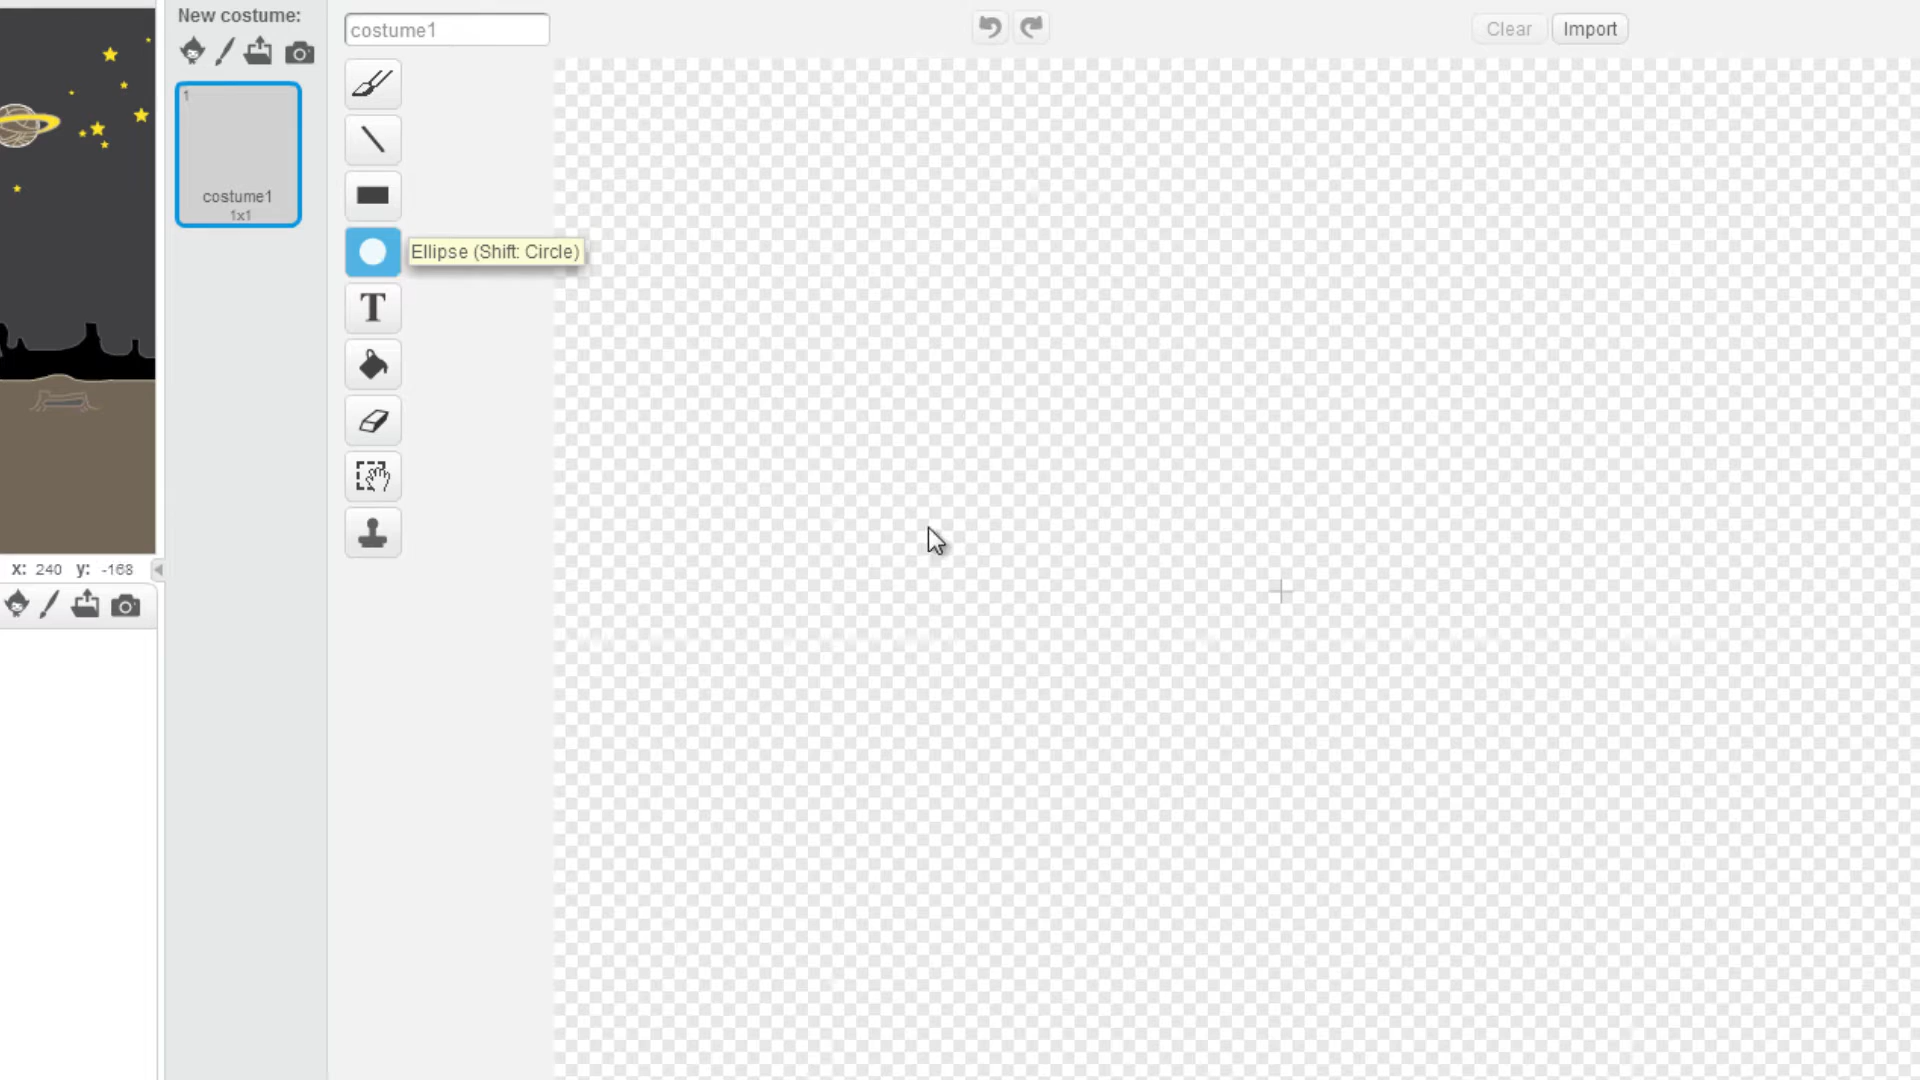 New costume:
costume1
Clear
Import
1
costume1
1x1
Ellipse (Shift: Circle)
T
x: 240 y: -168